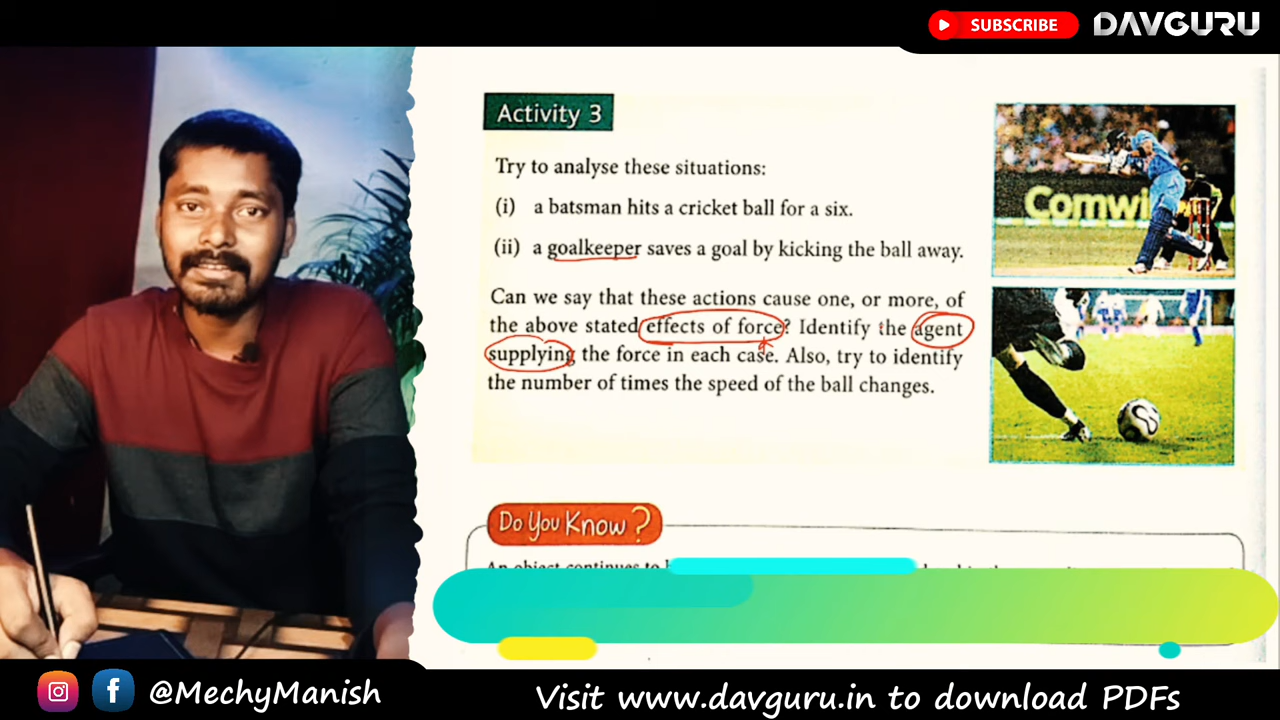 SUBSCRIBE DAVGURU
Activity 3
Try to analyse these situations:
(i) a batsman hits a cricket ball for a six.
(ii) a goalkeeper saves a goal by kicking the ball away.
Can we say that these actions cause one, or more, of
the above stated effects of force? Identify the agent
supplying the force in each case. Also, try to identify
the number of times the speed of the ball changes.
Comwi
Do You Know?
An object continues to
@MechyManish
Visit www.davguru.in to download PDFs